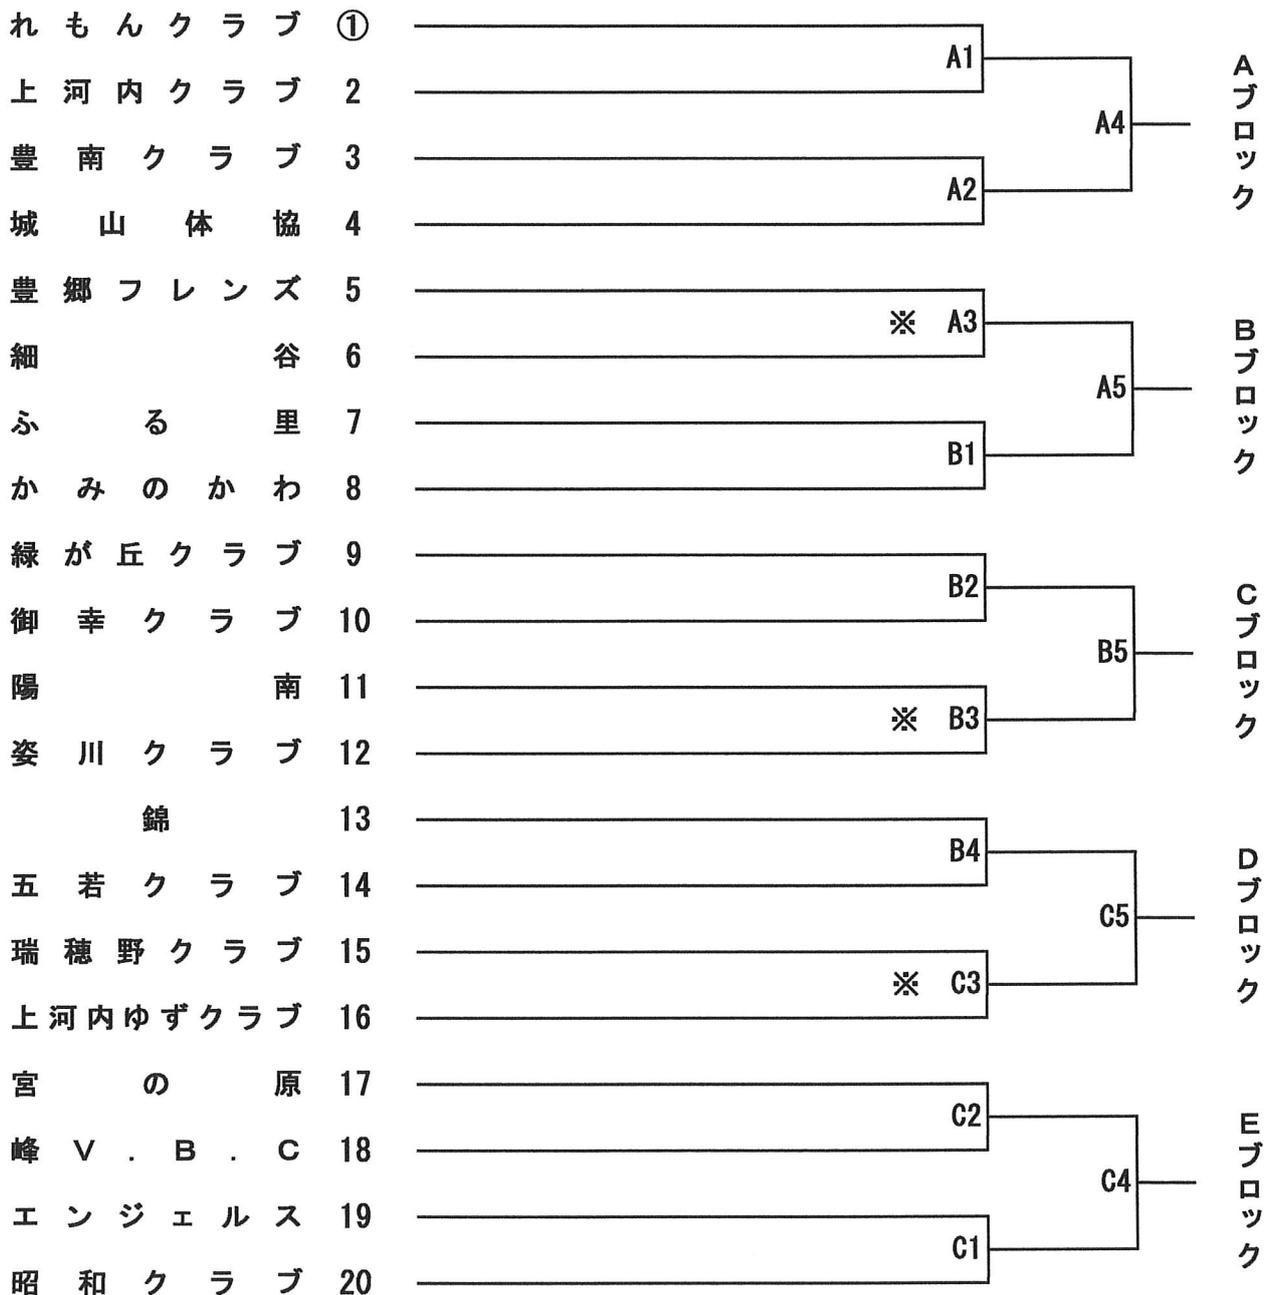 れもんクラブ ①
A1
上河内クラブ 2
A4
豊南クラブ 3
A2
城山体協 4
Aブロック
豊郷フレンズ 5
※ A3
細谷 6
A5
ふる里 7
B1
かみのかわ 8
Bブロック
緑が丘クラブ 9
B2
御幸クラブ 10
B5
陽南 11
※ B3
姿川クラブ 12
Cブロック
錦 13
B4
五若クラブ 14
C5
瑞穂野クラブ 15
※ C3
上河内ゆずクラブ 16
Dブロック
宮の原 17
C2
峰V.B.C 18
C4
エンジェルス 19
C1
昭和クラブ 20
Eブロック